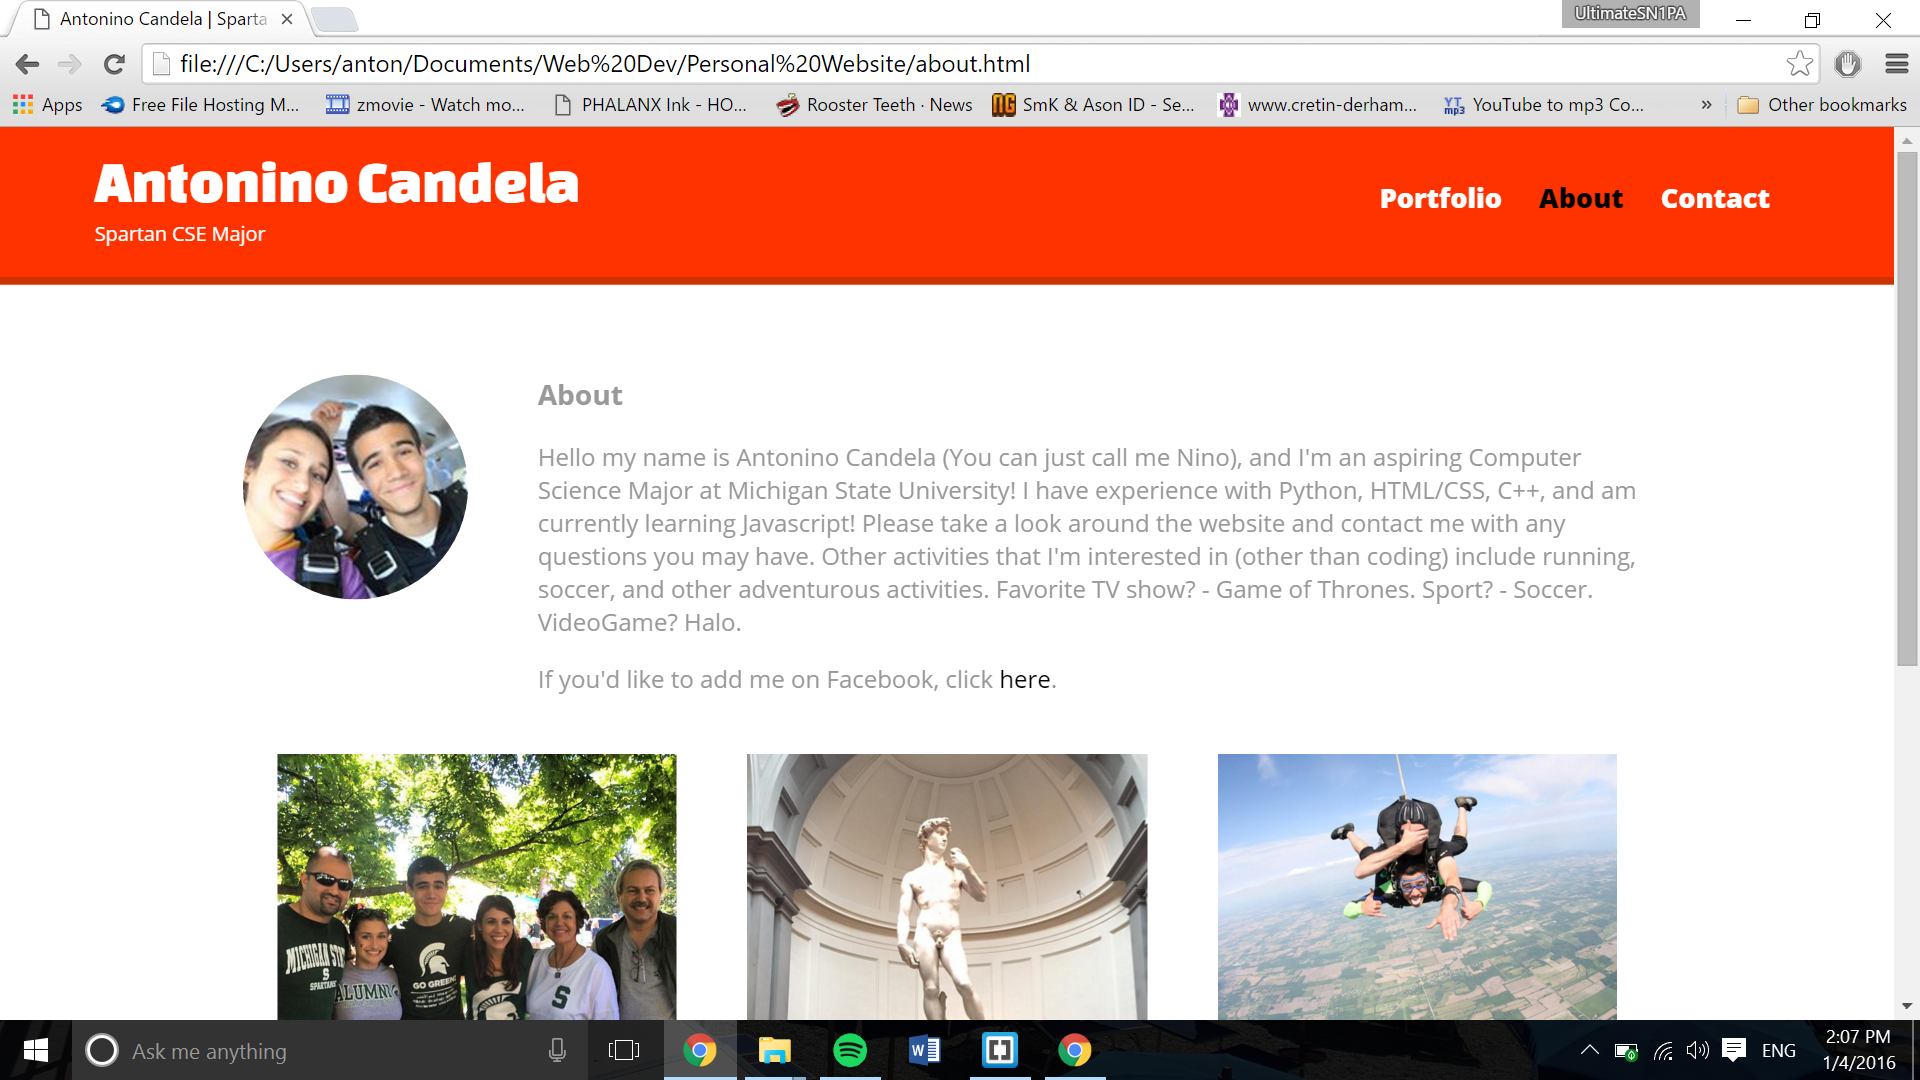 Antonino Candela | Sparta
UltimateSN1PA
file:///C:/Users/anton/Documents/Web%20Dev/Personal%20Website/about.html
Apps Free File Hosting M... zmovie - Watch mo... PHALANX Ink - HO... Rooster Teeth · News SmK & Ason ID - Se... www.cretin-derham... YT mp3 YouTube to mp3 Co... » Other bookmarks
Antonino Candela
Spartan CSE Major
Portfolio About Contact
About
Hello my name is Antonino Candela (You can just call me Nino), and I'm an aspiring Computer
Science Major at Michigan State University! I have experience with Python, HTML/CSS, C++, and am
currently learning Javascript! Please take a look around the website and contact me with any
questions you may have. Other activities that I'm interested in (other than coding) include running,
soccer, and other adventurous activities. Favorite TV show? - Game of Thrones. Sport? - Soccer.
VideoGame? Halo.
If you'd like to add me on Facebook, click here.
MICHIGAN STA
S
SPARTANS
ALUMNI
GO GREEN!
S
Ask me anything
W
ENG
2:07 PM
1/4/2016